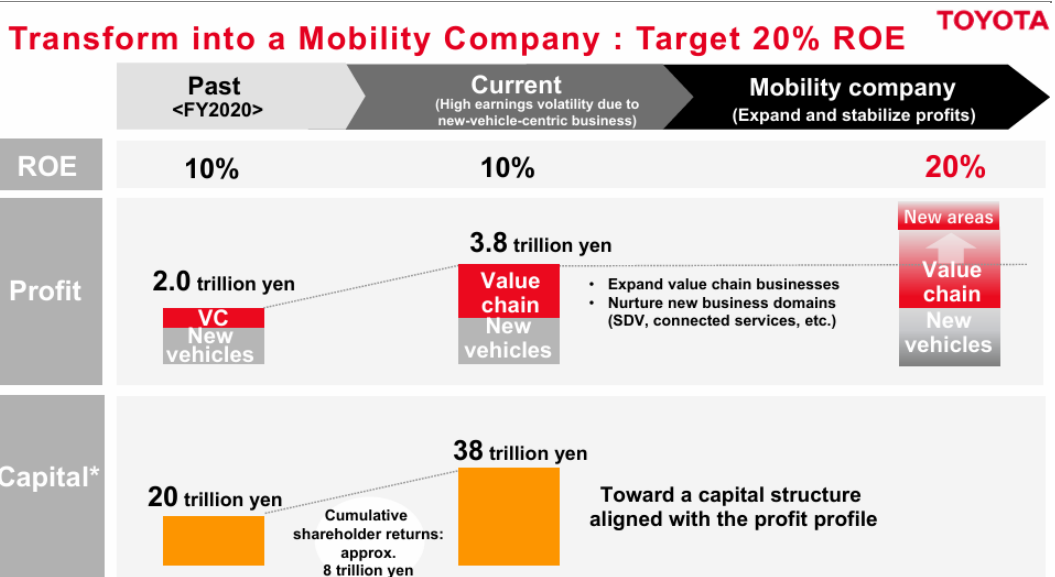 TOYOTA
Transform into a Mobility Company : Target 20% ROE
Past
<FY2020>
Current
(High earnings volatility due to
new-vehicle-centric business)
Mobility company
(Expand and stabilize profits)
ROE
10%
10%
20%
Profit
2.0 trillion yen
VC
New
vehicles
3.8 trillion yen
Value
chain
New
vehicles
• Expand value chain businesses
• Nurture new business domains
(SDV, connected services, etc.)
New areas
Value
chain
New
vehicles
Capital*
20 trillion yen
Cumulative
shareholder returns:
approx.
8 trillion yen
38 trillion yen
Toward a capital structure
aligned with the profit profile